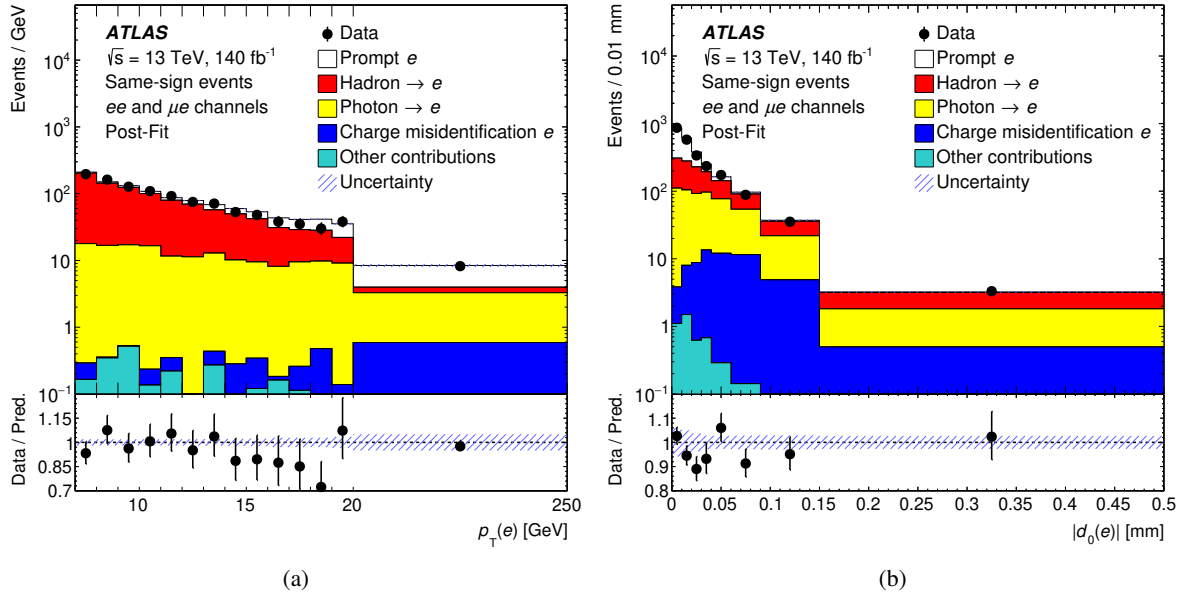 ATLAS
√s = 13 TeV, 140 fb⁻¹
Same-sign events
ee and μe channels
Post-Fit
Data
Prompt e
Hadron → e
Photon → e
Charge misidentification e
Other contributions
Uncertainty
Events / GeV
10⁴
10³
10²
10
1
10⁻¹
Data / Pred.
1.15
1
0.85
0.7
10
15
20
250
p_T(e) [GeV]
(a)
ATLAS
√s = 13 TeV, 140 fb⁻¹
Same-sign events
ee and μe channels
Post-Fit
Data
Prompt e
Hadron → e
Photon → e
Charge misidentification e
Other contributions
Uncertainty
Events / 0.01 mm
10⁴
10³
10²
10
1
10⁻¹
Data / Pred.
1.1
1
0.9
0.8
0
0.05
0.1
0.15
0.2
0.25
0.3
0.35
0.4
0.45
0.5
|d₀(e)| [mm]
(b)